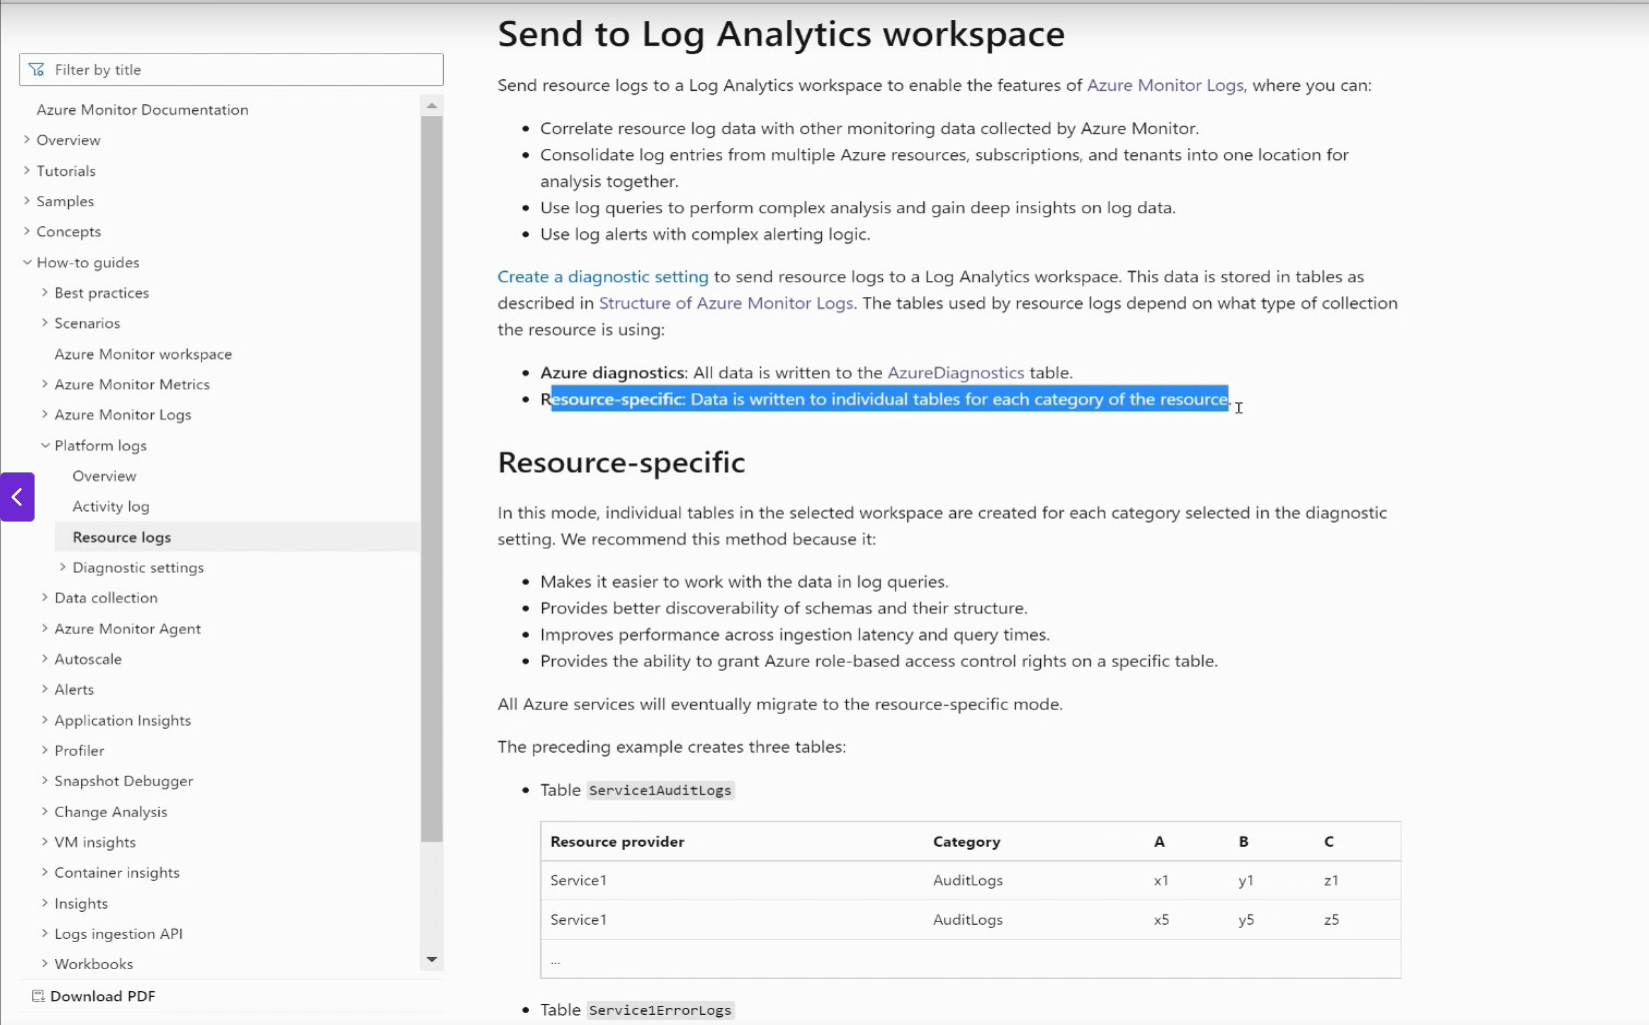 Filter by title
Azure Monitor Documentation
Overview
Tutorials
Samples
Concepts
How-to guides
Best practices
Scenarios
Azure Monitor workspace
Azure Monitor Metrics
Azure Monitor Logs
Platform logs
Overview
Activity log
Resource logs
Diagnostic settings
Data collection
Azure Monitor Agent
Autoscale
Alerts
Application Insights
Profiler
Snapshot Debugger
Change Analysis
VM insights
Container insights
Insights
Logs ingestion API
Workbooks
Download PDF
Send to Log Analytics workspace
Send resource logs to a Log Analytics workspace to enable the features of Azure Monitor Logs, where you can:
• Correlate resource log data with other monitoring data collected by Azure Monitor.
• Consolidate log entries from multiple Azure resources, subscriptions, and tenants into one location for
analysis together.
• Use log queries to perform complex analysis and gain deep insights on log data.
• Use log alerts with complex alerting logic.
Create a diagnostic setting to send resource logs to a Log Analytics workspace. This data is stored in tables as
described in Structure of Azure Monitor Logs. The tables used by resource logs depend on what type of collection
the resource is using:
• Azure diagnostics: All data is written to the AzureDiagnostics table.
• Resource-specific: Data is written to individual tables for each category of the resource.
Resource-specific
In this mode, individual tables in the selected workspace are created for each category selected in the diagnostic
setting. We recommend this method because it:
• Makes it easier to work with the data in log queries.
• Provides better discoverability of schemas and their structure.
• Improves performance across ingestion latency and query times.
• Provides the ability to grant Azure role-based access control rights on a specific table.
All Azure services will eventually migrate to the resource-specific mode.
The preceding example creates three tables:
• Table Service1AuditLogs
Resource provider Category A B C
Service1 AuditLogs x1 y1 z1
Service1 AuditLogs x5 y5 z5
...
• Table Service1ErrorLogs